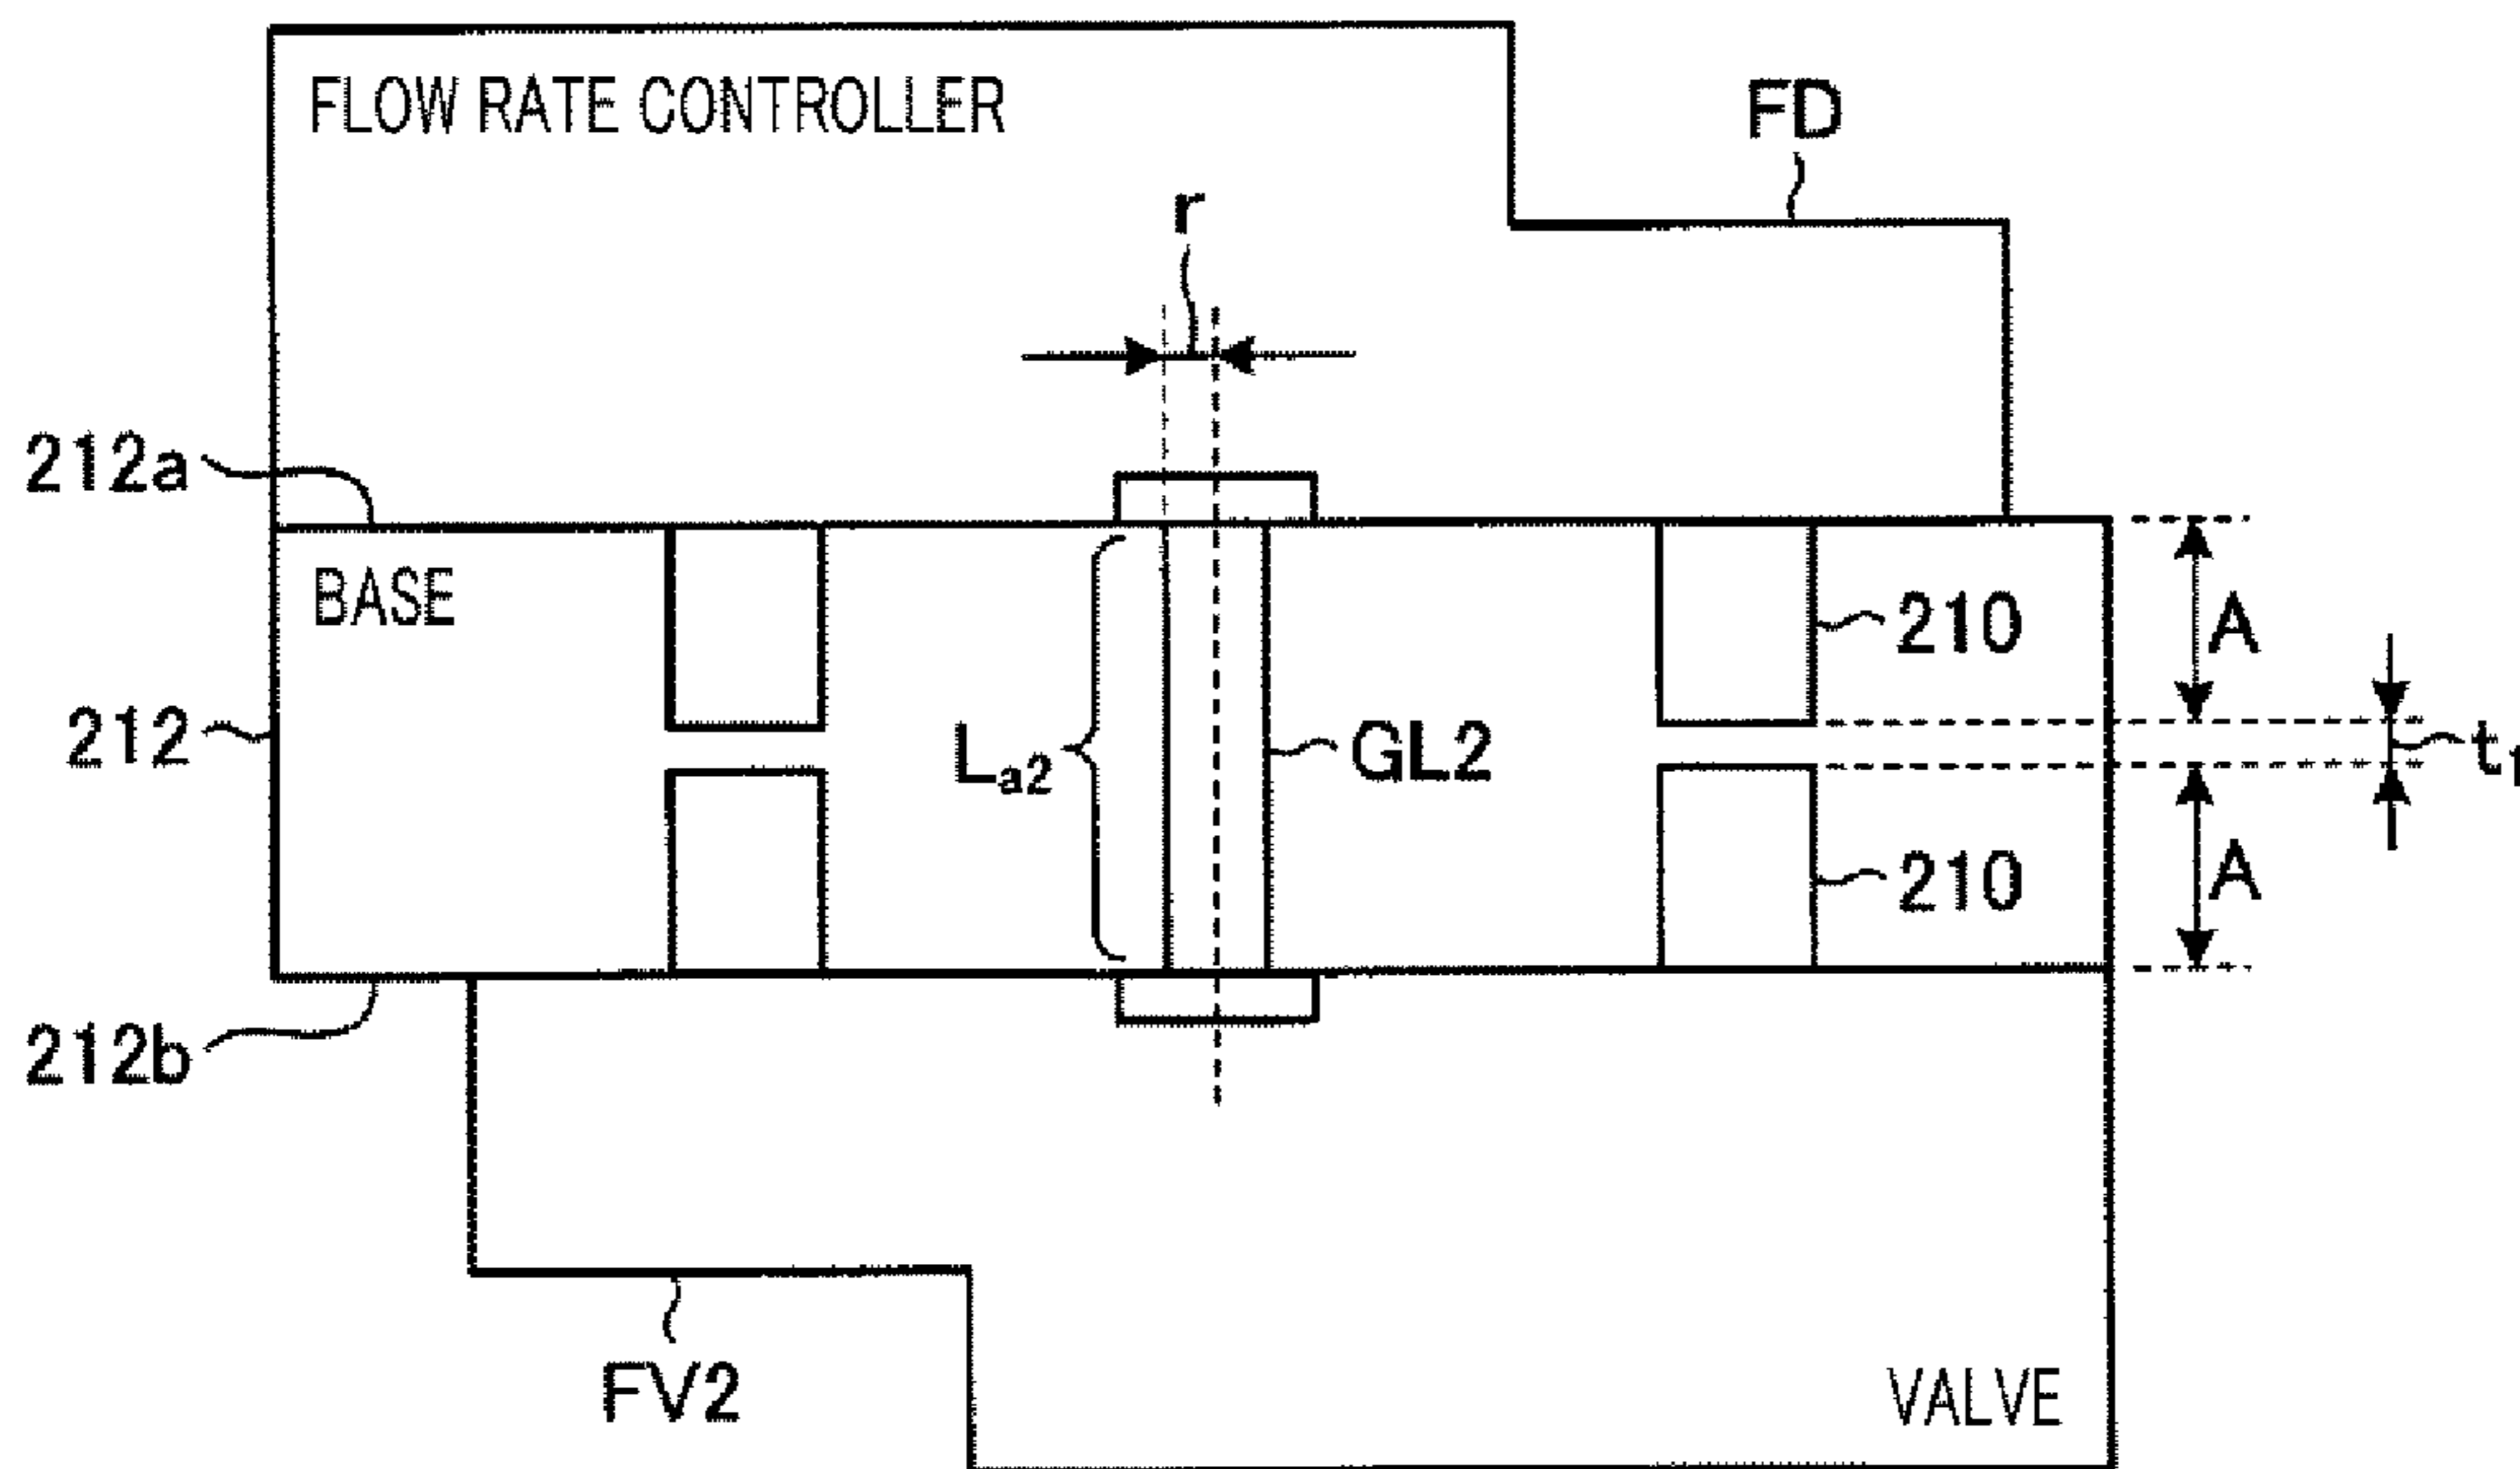 FLOW RATE CONTROLLER
FD
r
212a
BASE
210
A
212
La2
GL2
t1
210
A
212b
FV2
VALVE